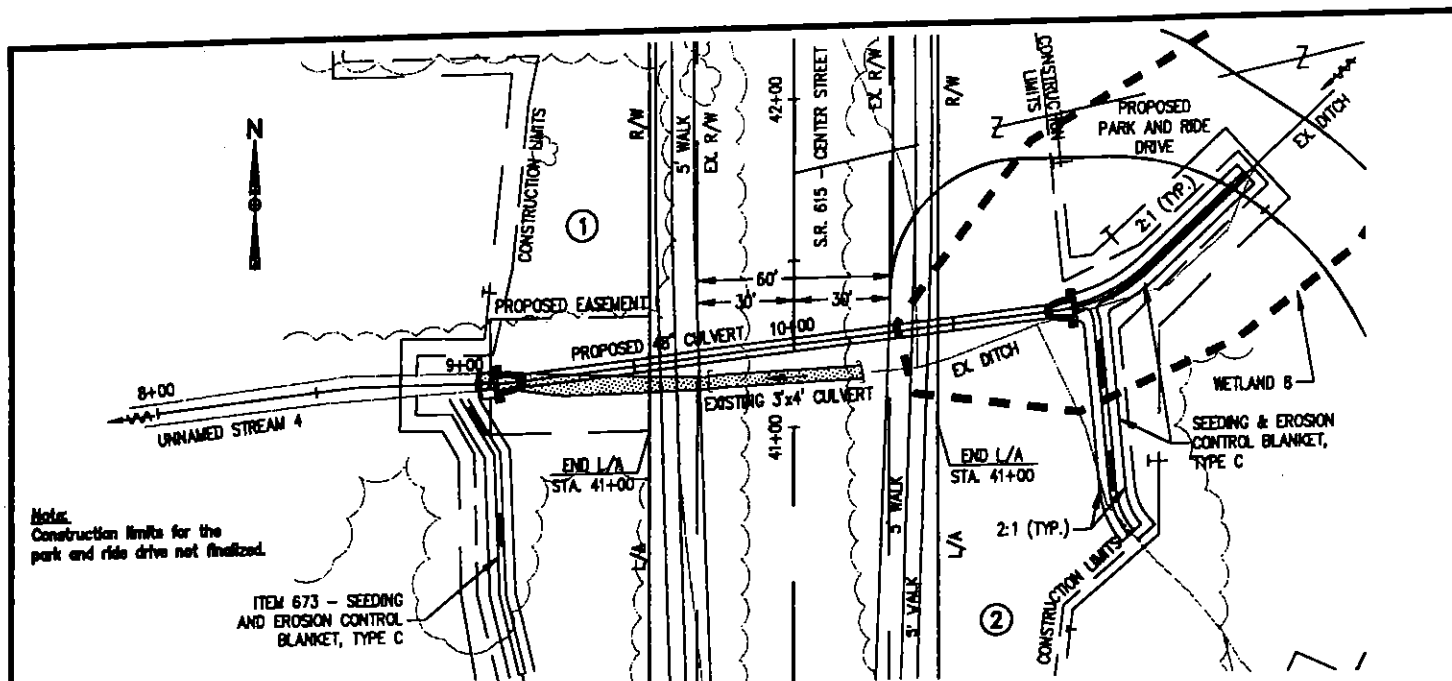 N
CONSTRUCTION LIMITS
1
R/W
5' WALK
EX. R/W
42+00
S.R. 615 - CENTER STREET
EX. R/W
R/W
CONSTRUCTION
LIMITS
Z
Z
PROPOSED
PARK AND RIDE
DRIVE
EX. DITCH
2:1 (TYP.)
60'
30'
30'
PROPOSED EASEMENT
PROPOSED 48" CULVERT
10+00
9+00
8+00
UNNAMED STREAM 4
EXISTING 3'x4' CULVERT
EX. DITCH
WETLAND B
41+00
END L/A
STA. 41+00
END L/A
STA. 41+00
SEEDING & EROSION
CONTROL BLANKET,
TYPE C
Note:
Construction limits for the
park and ride drive not finalized.
L/A
5' WALK
L/A
5' WALK
2:1 (TYP.)
CONSTRUCTION LIMITS
ITEM 673 - SEEDING
AND EROSION CONTROL
BLANKET, TYPE C
2